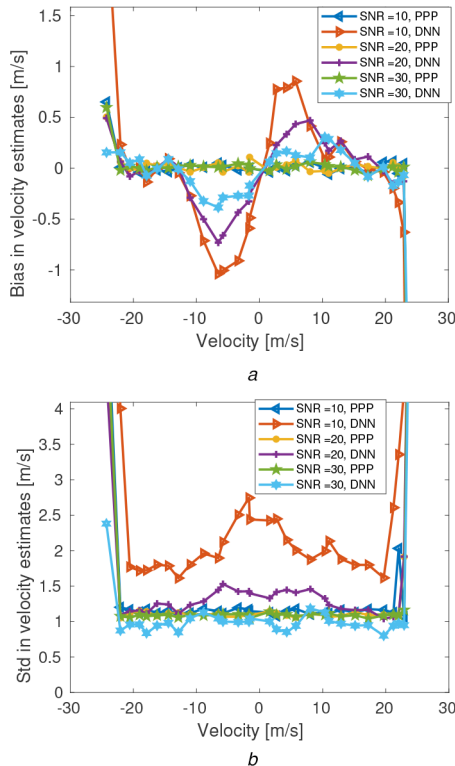 SNR =10, PPP
SNR =10, DNN
SNR =20, PPP
SNR =20, DNN
SNR =30, PPP
SNR =30, DNN
1.5
1
0.5
0
-0.5
-1
Bias in velocity estimates [m/s]
-30 -20 -10 0 10 20 30
Velocity [m/s]
a
SNR =10, PPP
SNR =10, DNN
SNR =20, PPP
SNR =20, DNN
SNR =30, PPP
SNR =30, DNN
4
3.5
3
2.5
2
1.5
1
0.5
0
Std in velocity estimates [m/s]
-30 -20 -10 0 10 20 30
Velocity [m/s]
b